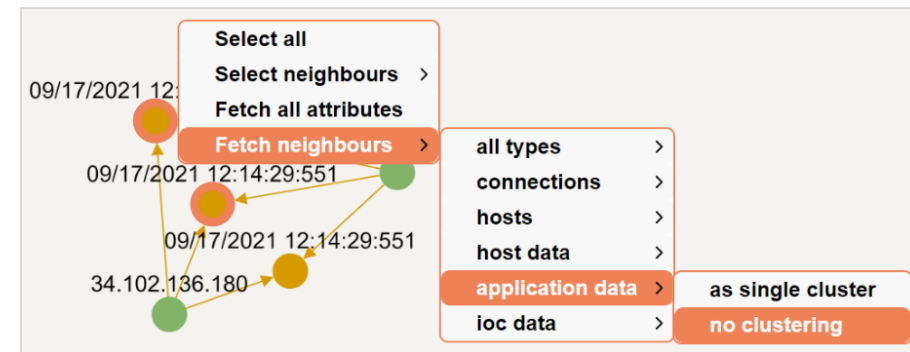 Select all
Select neighbours >
09/17/2021 12:
Fetch all attributes
Fetch neighbours >
all types >
09/17/2021 12:14:29:551
connections >
hosts >
09/17/2021 12:14:29:551
host data >
34.102.136.180
application data >
as single cluster
ioc data >
no clustering